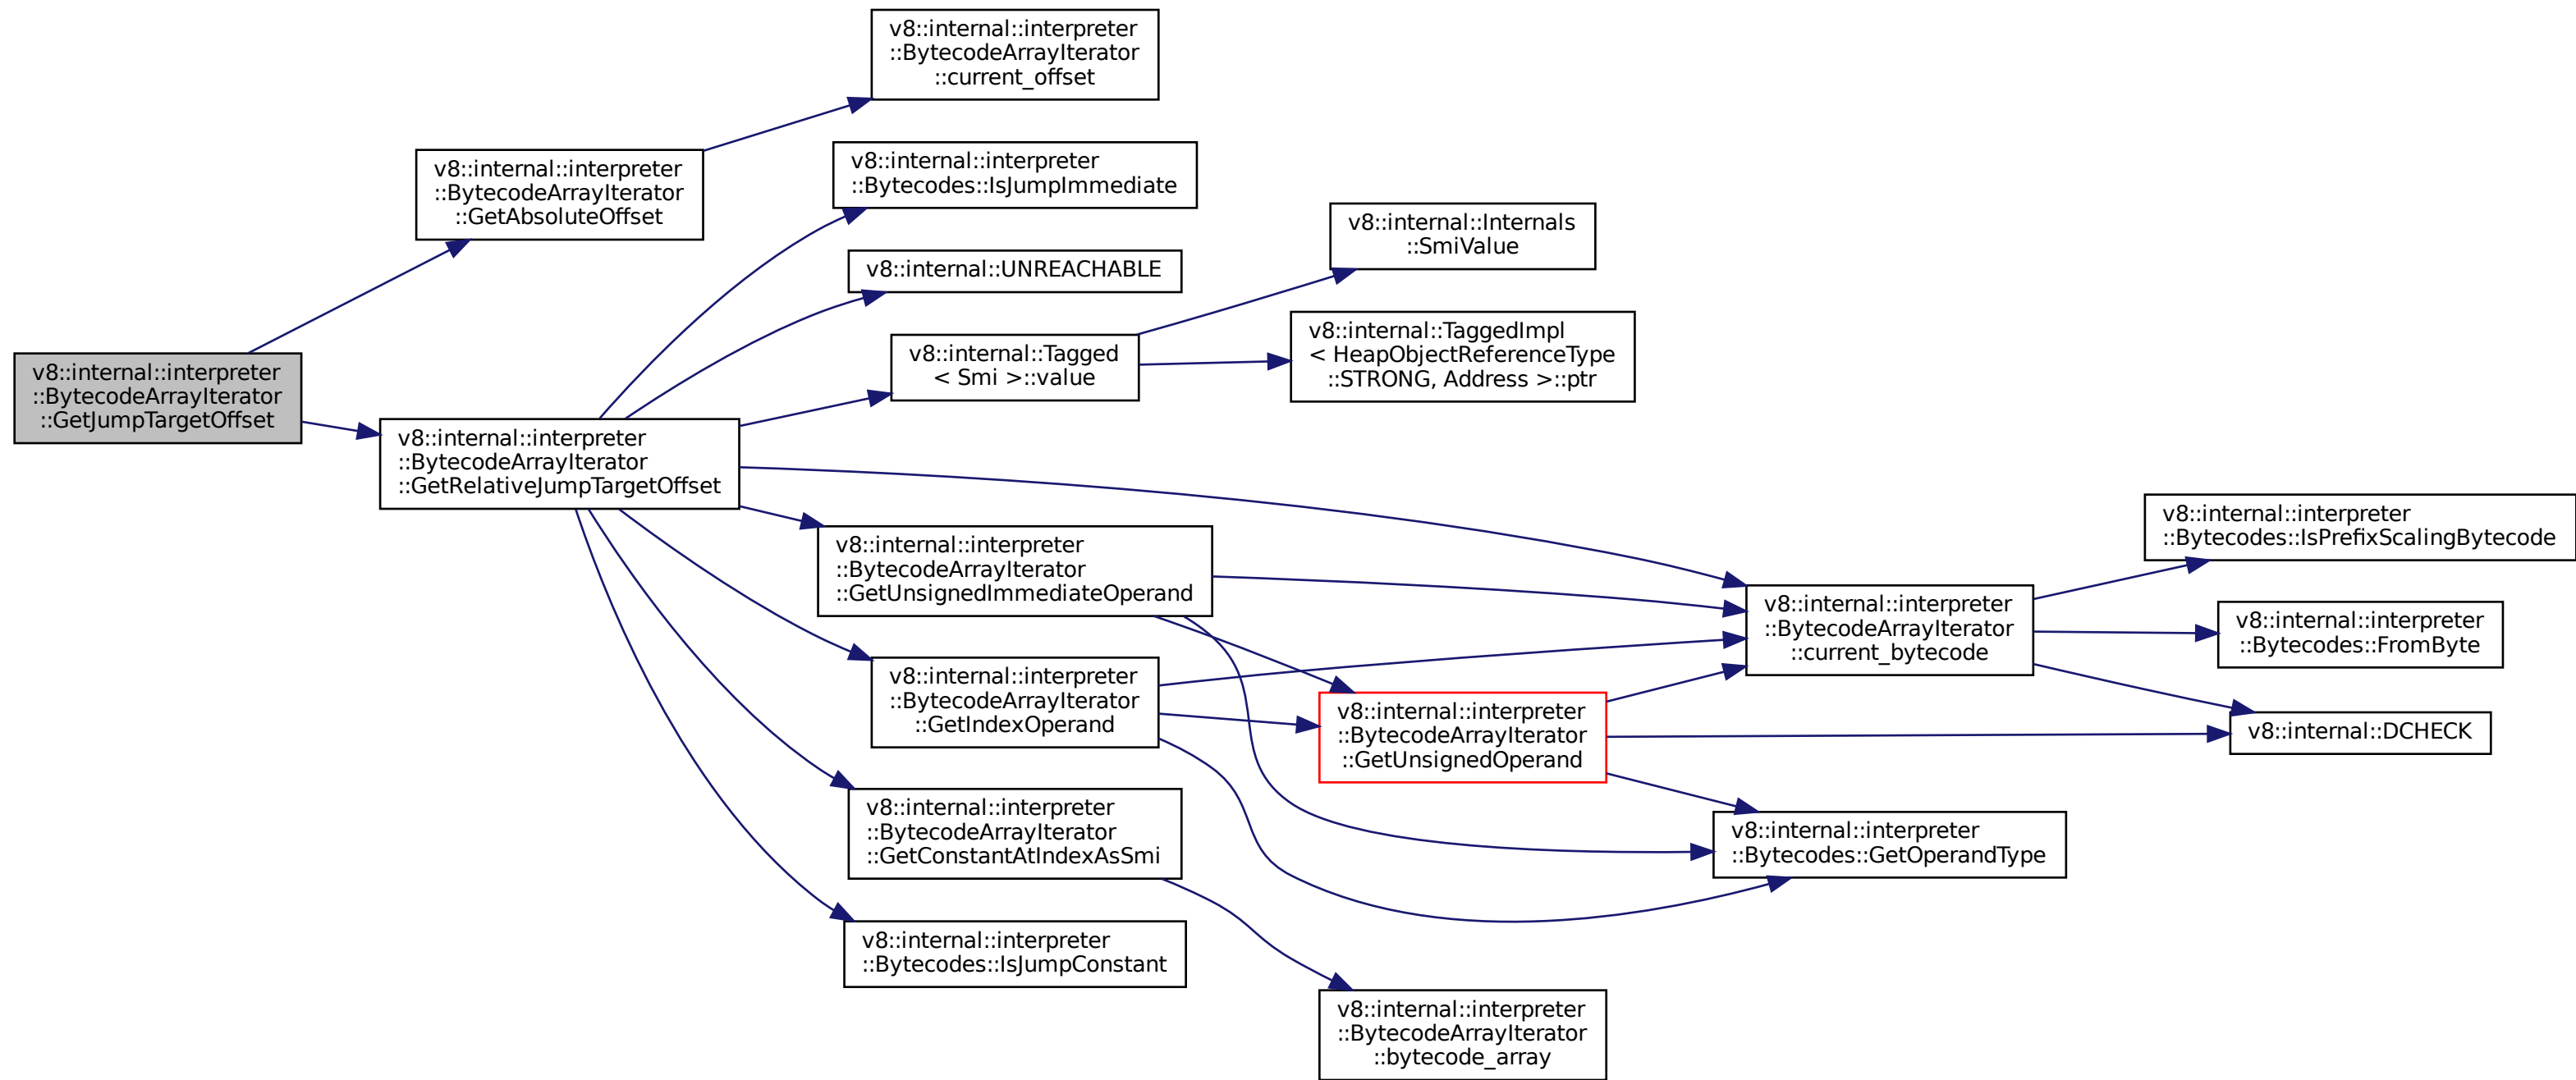 v8::internal::interpreter
::BytecodeArrayIterator
::current_offset
v8::internal::interpreter
::Bytecodes::IsJumpImmediate
v8::internal::interpreter
::BytecodeArrayIterator
::GetAbsoluteOffset
v8::internal::Internals
::SmiValue
v8::internal::UNREACHABLE
v8::internal::TaggedImpl
< HeapObjectReferenceType
::STRONG, Address >::ptr
v8::internal::Tagged
< Smi >::value
v8::internal::interpreter
::BytecodeArrayIterator
::GetJumpTargetOffset
v8::internal::interpreter
::BytecodeArrayIterator
::GetRelativeJumpTargetOffset
v8::internal::interpreter
::Bytecodes::IsPrefixScalingBytecode
v8::internal::interpreter
::BytecodeArrayIterator
::GetUnsignedImmediateOperand
v8::internal::interpreter
::BytecodeArrayIterator
::current_bytecode
v8::internal::interpreter
::Bytecodes::FromByte
v8::internal::interpreter
::BytecodeArrayIterator
::GetIndexOperand
v8::internal::interpreter
::BytecodeArrayIterator
::GetUnsignedOperand
v8::internal::DCHECK
v8::internal::interpreter
::BytecodeArrayIterator
::GetConstantAtIndexAsSmi
v8::internal::interpreter
::Bytecodes::GetOperandType
v8::internal::interpreter
::Bytecodes::IsJumpConstant
v8::internal::interpreter
::BytecodeArrayIterator
::bytecode_array